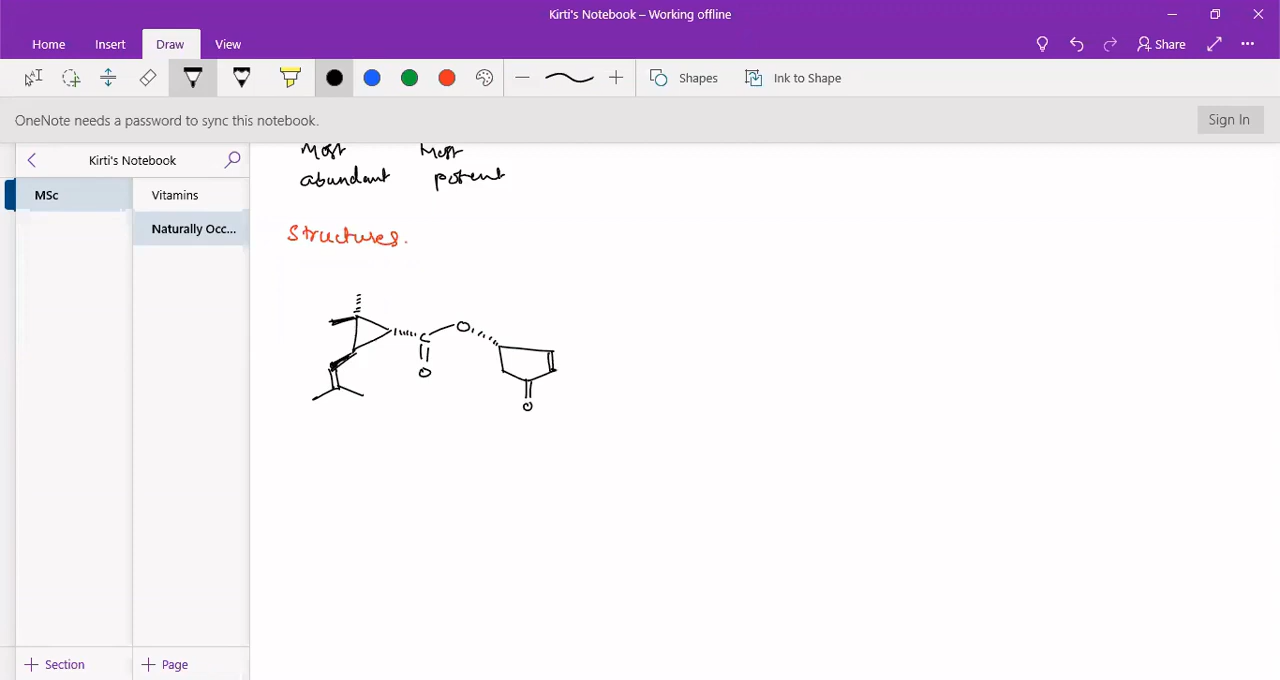 Kirti's Notebook – Working offline
Home Insert Draw View Share
Shapes Ink to Shape
OneNote needs a password to sync this notebook. Sign In
Kirti's Notebook
MSc
Vitamins
Naturally Occ...
Most Most
abundant potent
Structures.
C O
O
O
+ Section + Page